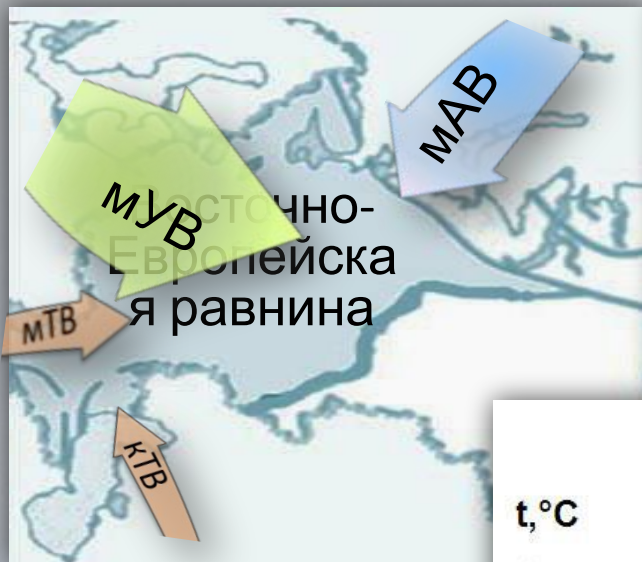 мАВ
мУВ
Восточно-
Европейска
я равнина
мТВ
кТВ
t,°C